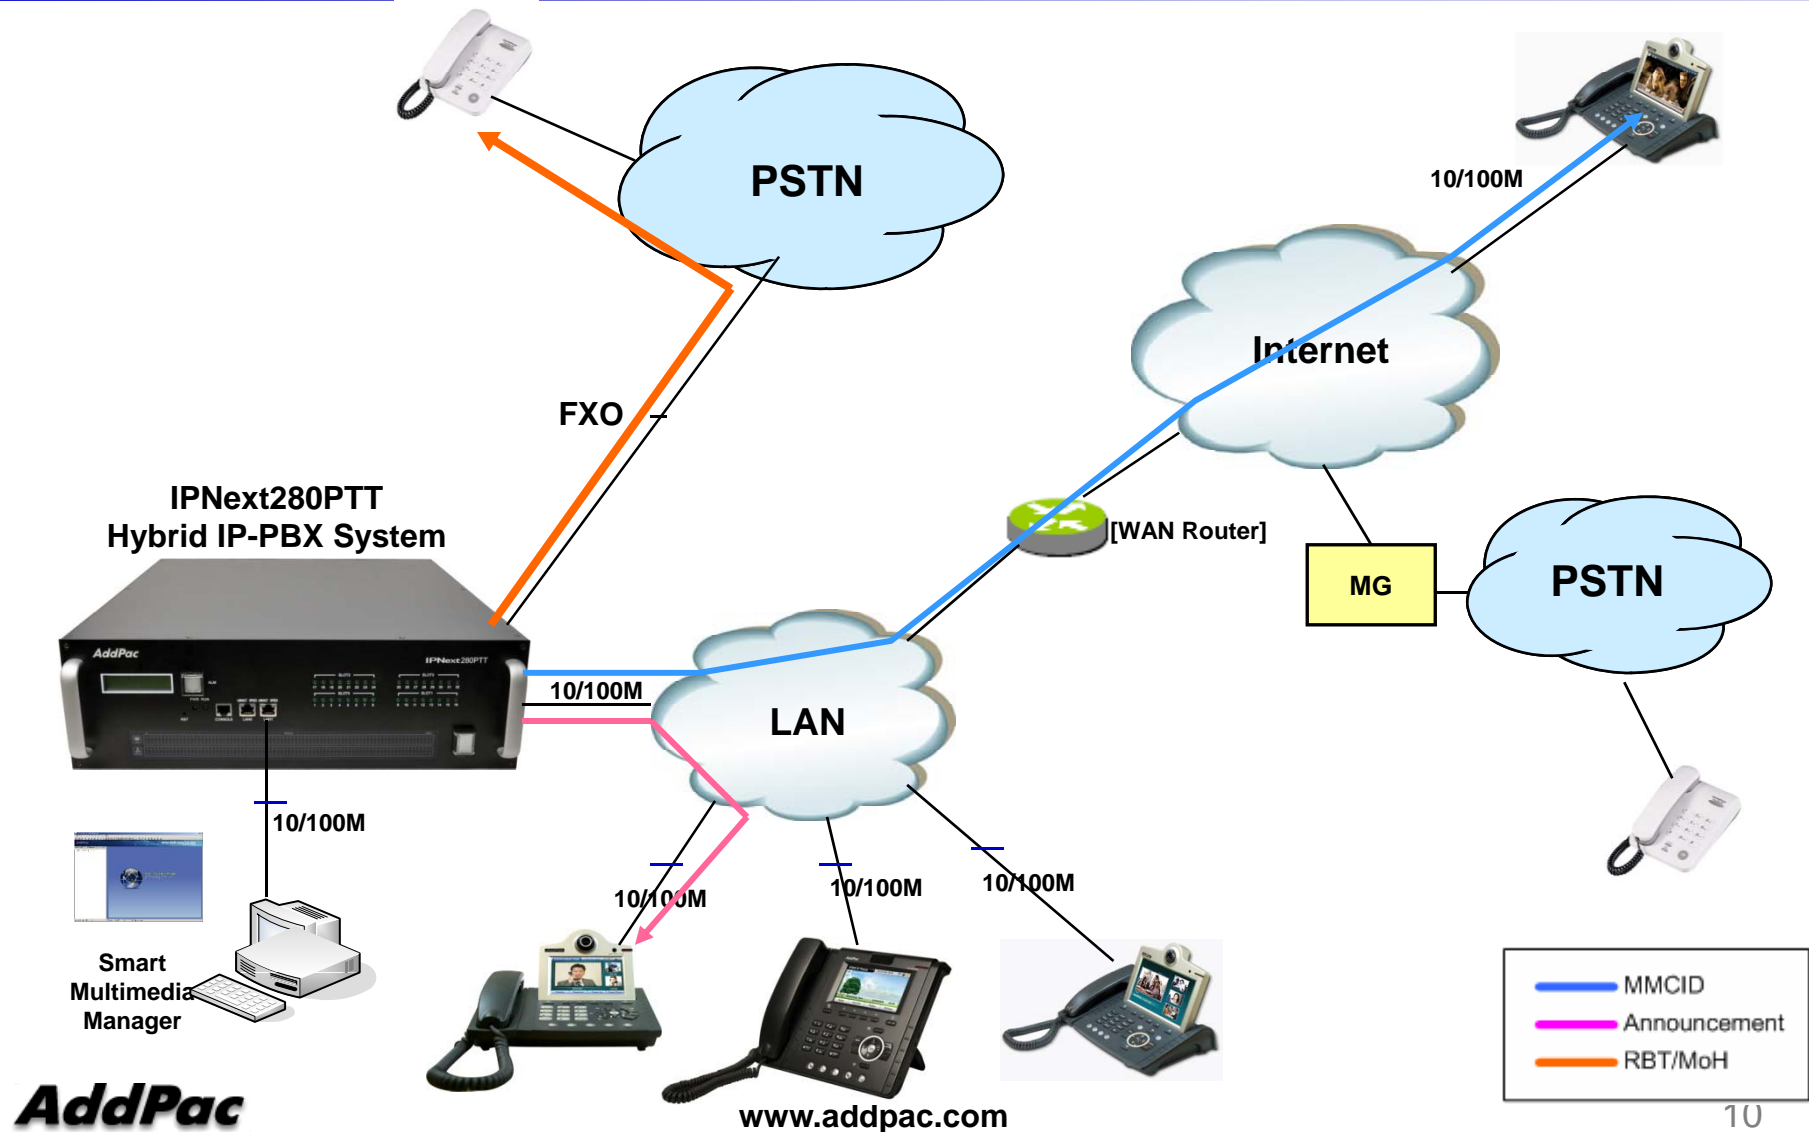 PSTN
10/100M
Internet
FXO
IPNext280PTT
Hybrid IP-PBX System
[WAN Router]
MG
PSTN
AddPac
IPNext280PTT
10/100M
LAN
CONSOLE
10/100M
10/100M
10/100M
10/100M
Smart
Multimedia
Manager
MMCID
Announcement
RBT/MoH
AddPac
www.addpac.com
10